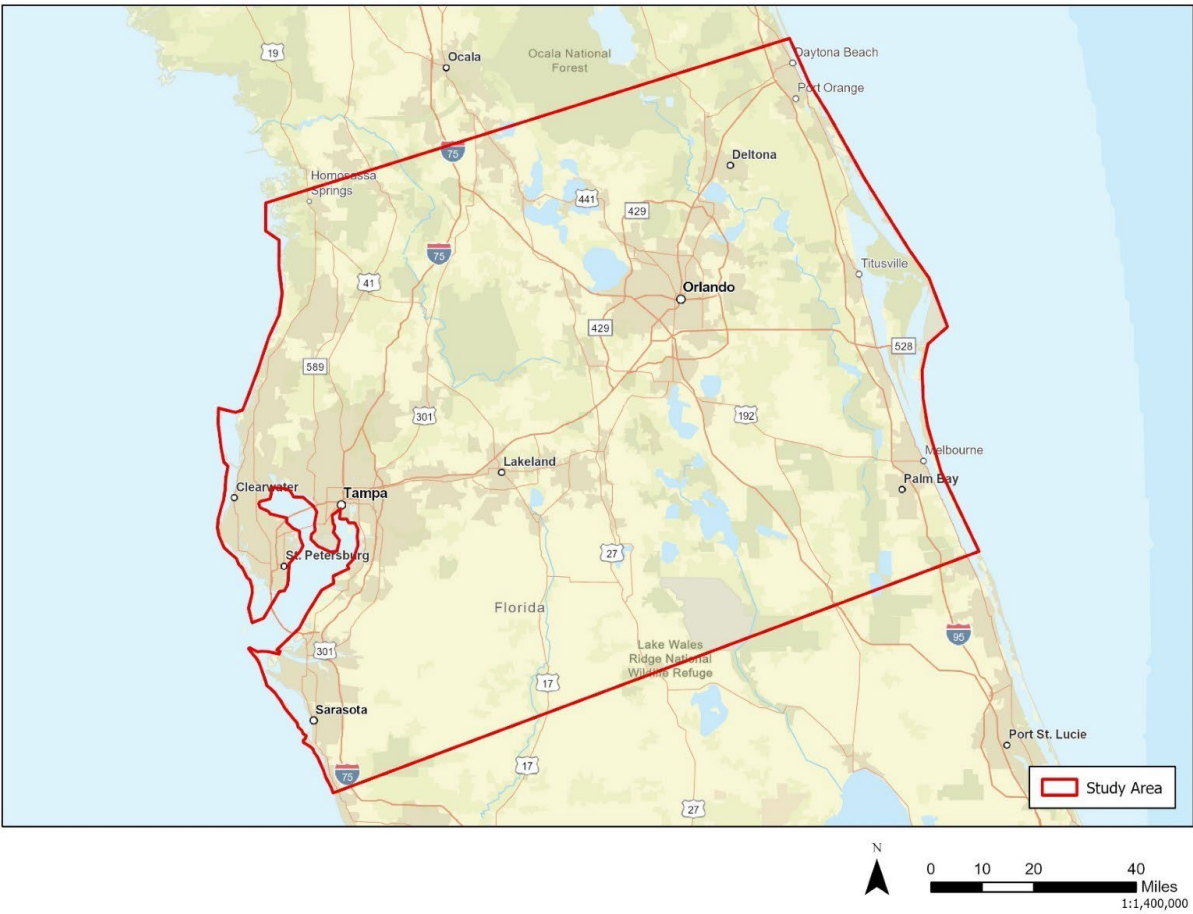 19
Ocala
Ocala National
Forest
Daytona Beach
Port Orange
75
Deltona
Homosassa
Springs
441
429
75
Titusville
41
Orlando
429
528
589
301
192
Melbourne
Lakeland
Palm Bay
Clearwater
Tampa
27
St. Petersburg
Florida
95
301
Lake Wales
Ridge National
Wildlife Refuge
17
Sarasota
Port St. Lucie
17
75
Study Area
27
N
0 10 20 40
Miles
1:1,400,000